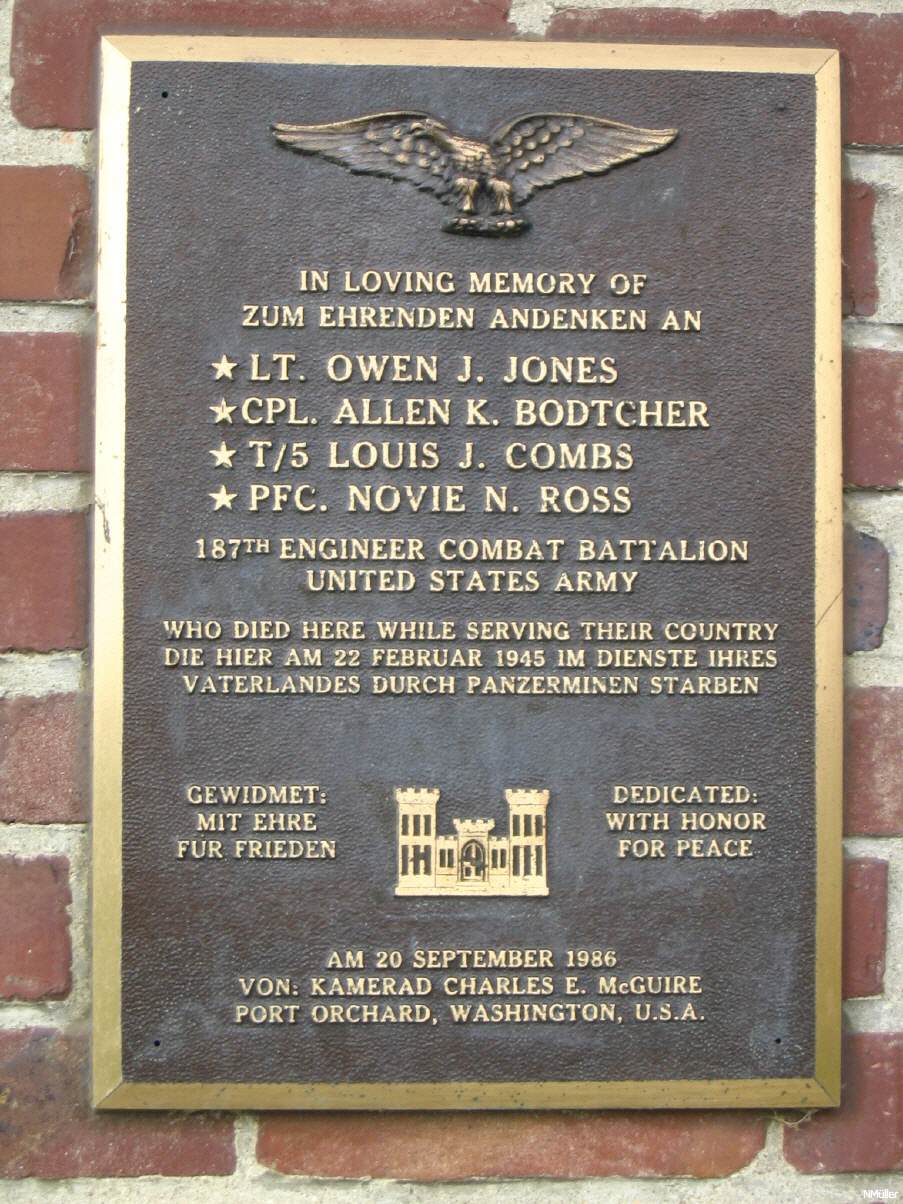 IN LOVING MEMORY OF
ZUM EHRENDEN ANDENKEN AN
★ LT. OWEN J. JONES
★ CPL. ALLEN K. BODTCHER
★ T/5 LOUIS J. COMBS
★ PFC. NOVIE N. ROSS
187TH ENGINEER COMBAT BATTALION
UNITED STATES ARMY
WHO DIED HERE WHILE SERVING THEIR COUNTRY
DIE HIER AM 22 FEBRUAR 1945 IM DIENSTE IHRES
VATERLANDES DURCH PANZERMINEN STARBEN
GEWIDMET:
MIT EHRE
FUR FRIEDEN
DEDICATED:
WITH HONOR
FOR PEACE
AM 20 SEPTEMBER 1986
VON: KAMERAD CHARLES E. McGUIRE
PORT ORCHARD, WASHINGTON, U.S.A.
NMüller